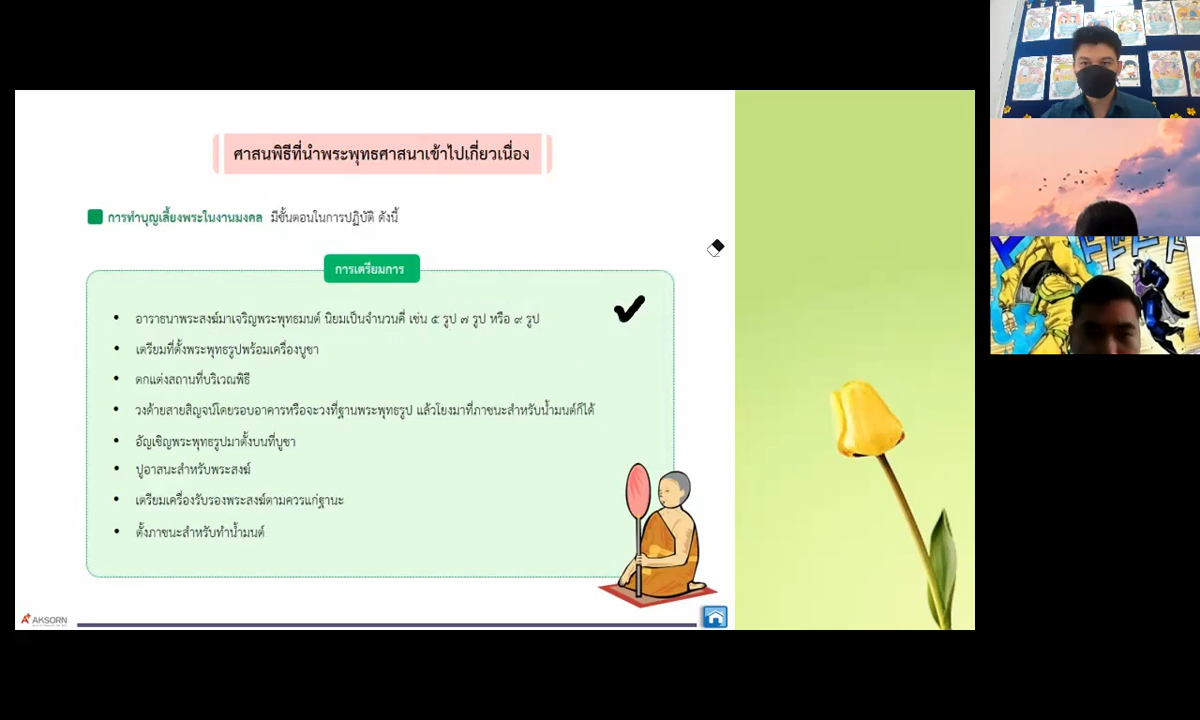 ศาสนพิธีที่นำพระพุทธศาสนาเข้าไปเกี่ยวเนื่อง
การทำบุญเลี้ยงพระในงานมงคล มีขั้นตอนในการปฏิบัติ ดังนี้
การเตรียมการ
• อาราธนาพระสงฆ์มาเจริญพระพุทธมนต์ นิยมเป็นจำนวนคี่ เช่น ๕ รูป ๗ รูป หรือ ๙ รูป
• เตรียมที่ตั้งพระพุทธรูปพร้อมเครื่องบูชา
• ตกแต่งสถานที่บริเวณพิธี
• วงด้ายสายสิญจน์โดยรอบอาคารหรือจะวงที่ฐานพระพุทธรูป แล้วโยงมาที่ภาชนะสำหรับน้ำมนต์ก็ได้
• อัญเชิญพระพุทธรูปมาตั้งบนที่บูชา
• ปูอาสนะสำหรับพระสงฆ์
• เตรียมเครื่องรับรองพระสงฆ์ตามควรแก่ฐานะ
• ตั้งภาชนะสำหรับทำน้ำมนต์
AKSORN